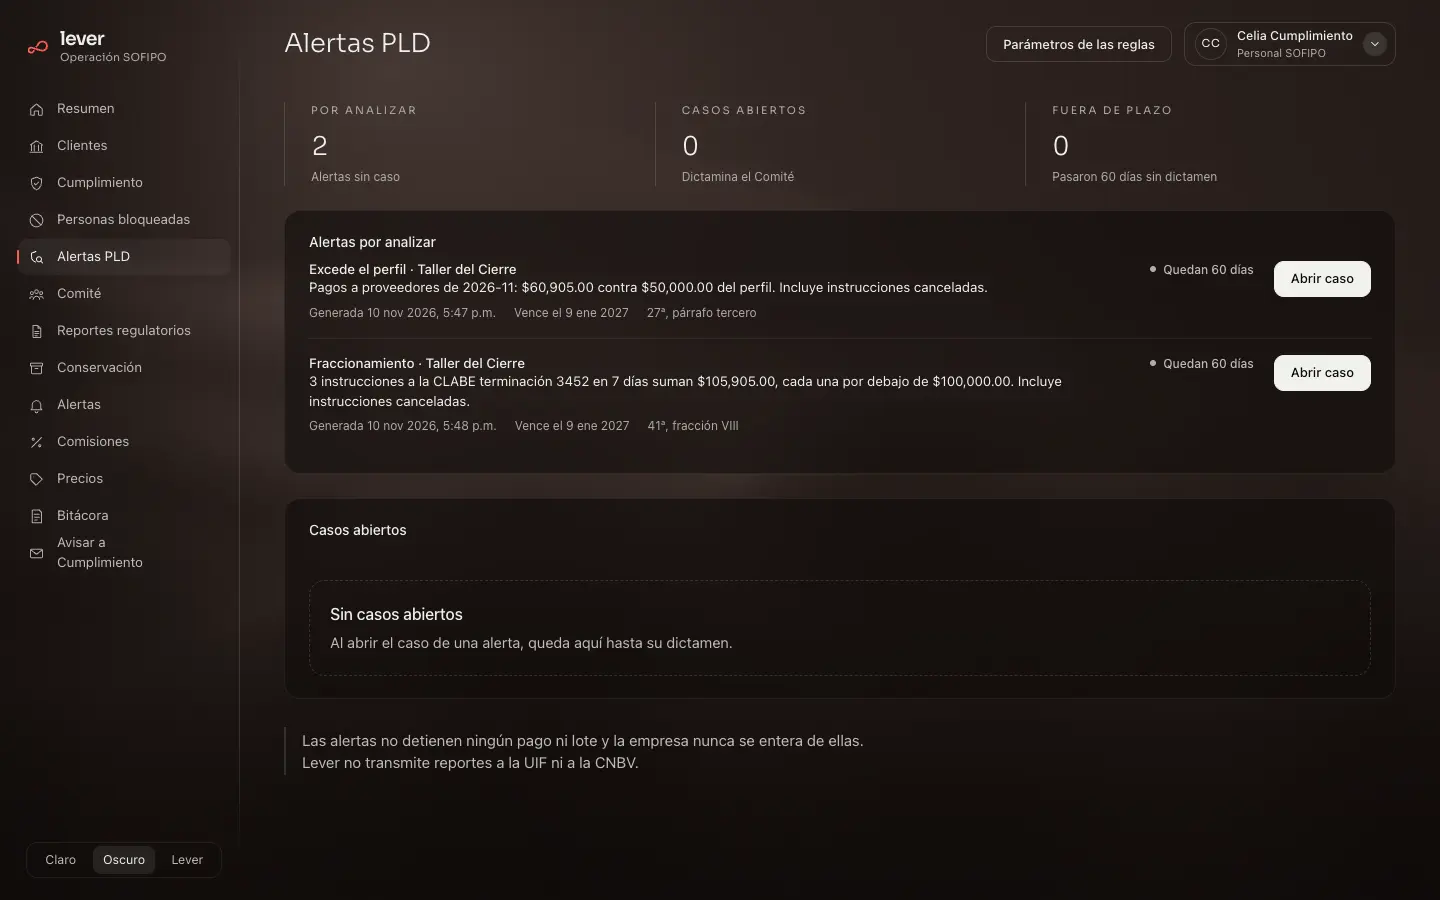 lever
Operación SOFIPO
Resumen
Clientes
Cumplimiento
Personas bloqueadas
Alertas PLD
Comité
Reportes regulatorios
Conservación
Alertas
Comisiones
Precios
Bitácora
Avisar a
Cumplimiento
Claro
Oscuro
Lever
Alertas PLD
Parámetros de las reglas
CC
Celia Cumplimiento
Personal SOFIPO
POR ANALIZAR
2
Alertas sin caso
CASOS ABIERTOS
0
Dictamina el Comité
FUERA DE PLAZO
0
Pasaron 60 días sin dictamen
Alertas por analizar
Excede el perfil · Taller del Cierre
Pagos a proveedores de 2026-11: $60,905.00 contra $50,000.00 del perfil. Incluye instrucciones canceladas.
Generada 10 nov 2026, 5:47 p.m. Vence el 9 ene 2027 27ª, párrafo tercero
Quedan 60 días
Abrir caso
Fraccionamiento · Taller del Cierre
3 instrucciones a la CLABE terminación 3452 en 7 días suman $105,905.00, cada una por debajo de $100,000.00. Incluye
instrucciones canceladas.
Generada 10 nov 2026, 5:48 p.m. Vence el 9 ene 2027 41ª, fracción VIII
Quedan 60 días
Abrir caso
Casos abiertos
Sin casos abiertos
Al abrir el caso de una alerta, queda aquí hasta su dictamen.
Las alertas no detienen ningún pago ni lote y la empresa nunca se entera de ellas.
Lever no transmite reportes a la UIF ni a la CNBV.